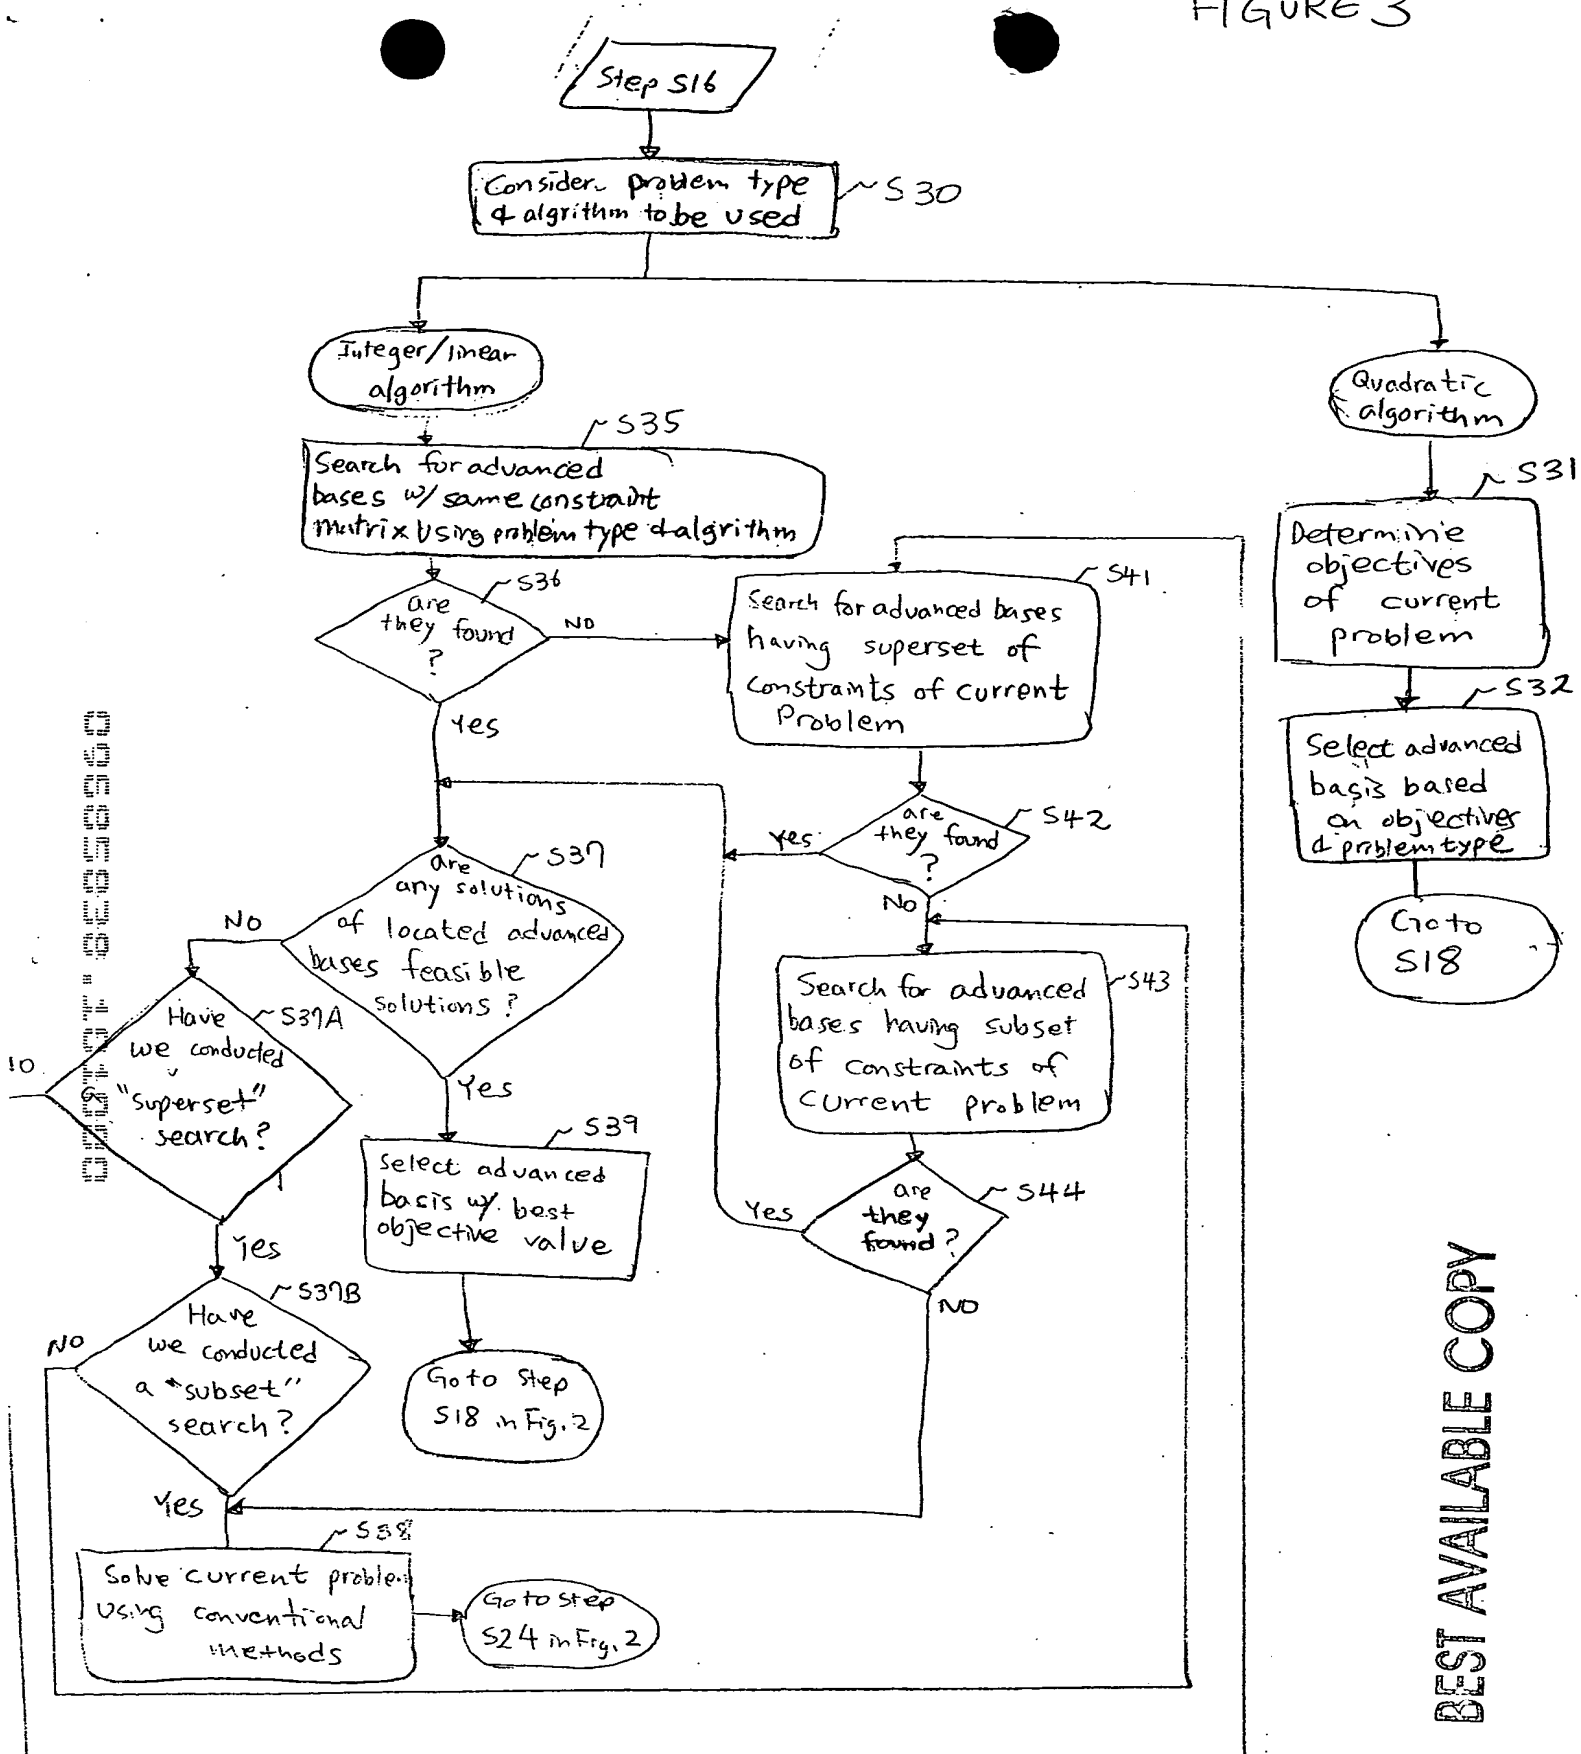 FIGURE 3
Step S16
Consider problem type
& algrithm to be used
S30
Integer/linear
algorithm
Quadratic
algorithm
S35
Search for advanced
bases w/ same constraint
matrix using problem type & algrithm
S31
Determine
objectives
of current
problem
S36
are
they found
?
NO
Yes
S41
Search for advanced bases
having superset of
constraints of current
Problem
S32
Select advanced
basis based
on objectives
& problem type
Go to
S18
S42
are
they found
?
yes
No
S37
are
any solutions
of located advanced
bases feasible
solutions?
NO
Yes
S43
Search for advanced
bases having subset
of constraints of
current problem
S37A
Have
we conducted
a "superset"
search?
Yes
S39
Select advanced
basis w/ best
objective value
S44
are
they
found?
Yes
NO
S37B
Have
we conducted
a "subset"
search?
NO
Yes
Go to Step
S18 in Fig. 2
S38
Solve current problem
using conventional
methods
Go to Step
S24 in Fig. 2
BEST AVAILABLE COPY